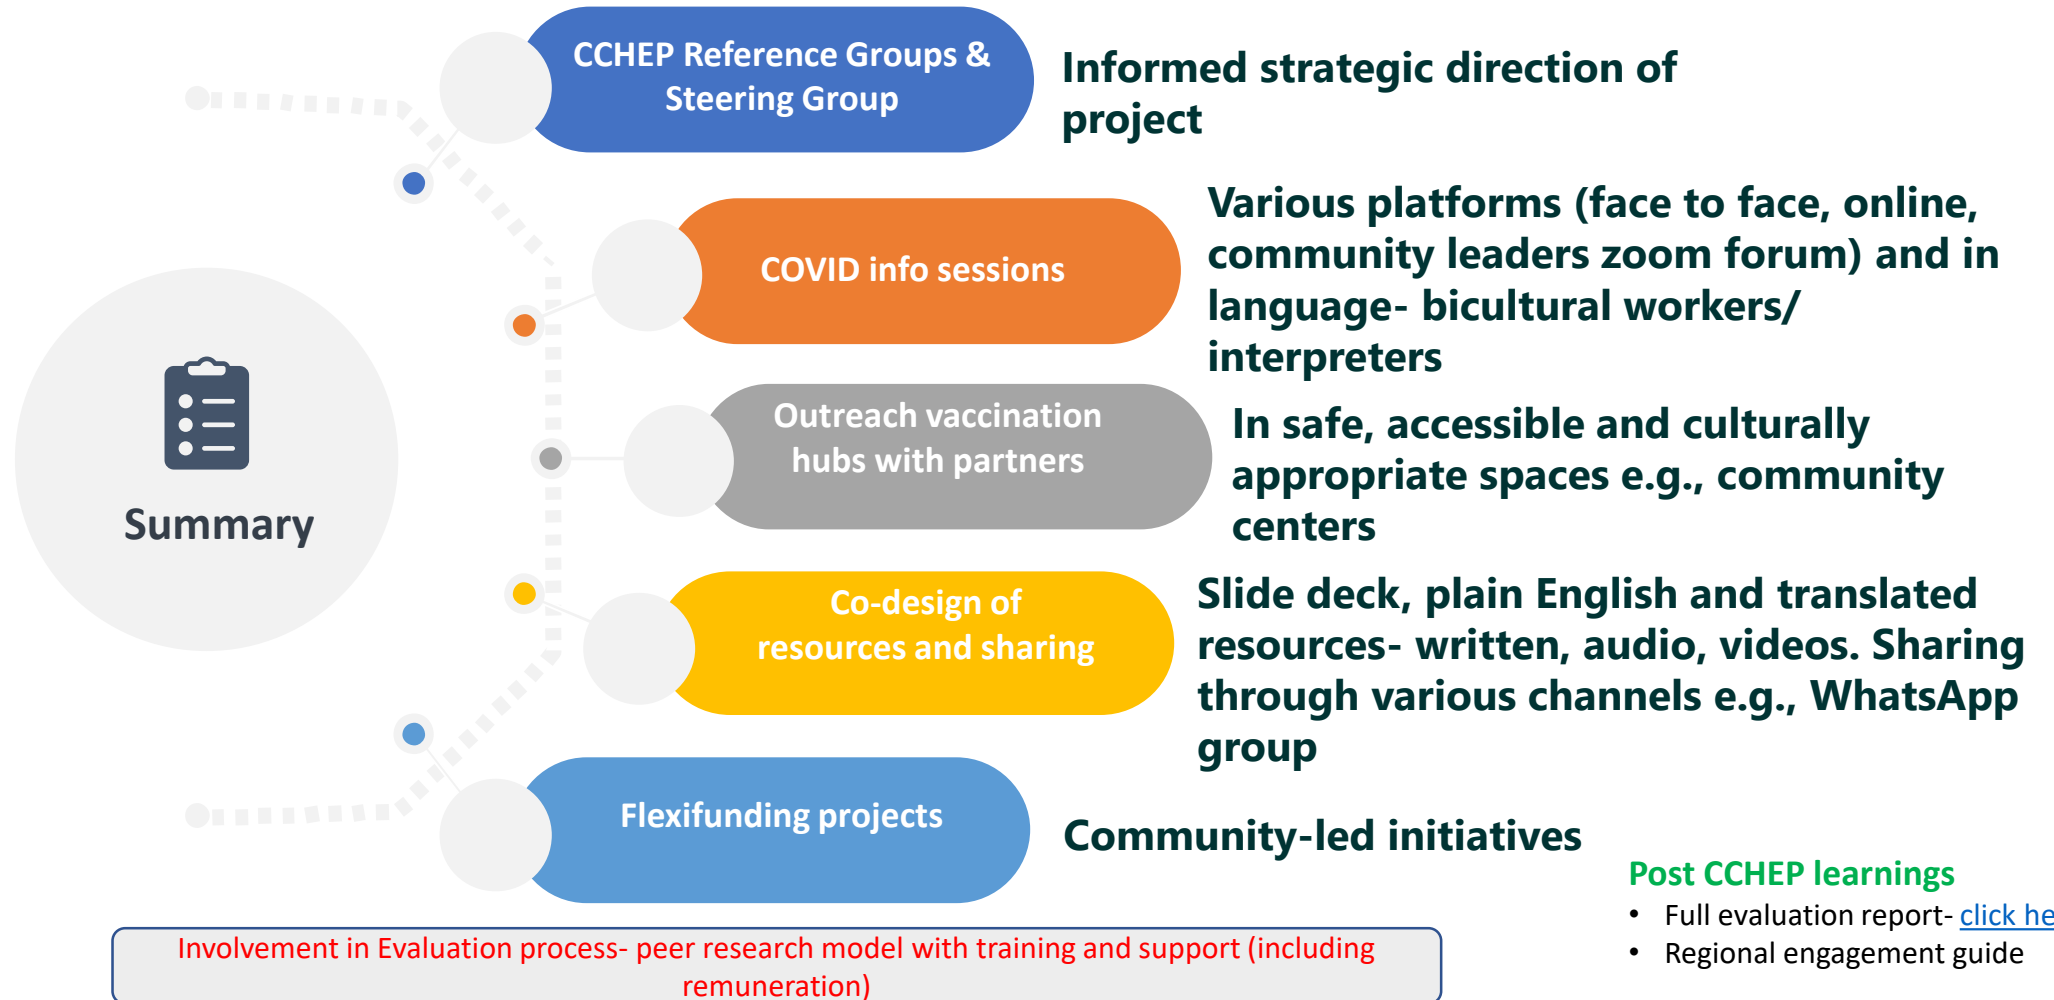 CCHEP Reference Groups &
Steering Group
Informed strategic direction of
project
COVID info sessions
Various platforms (face to face, online,
community leaders zoom forum) and in
language- bicultural workers/
interpreters
Summary
Outreach vaccination
hubs with partners
In safe, accessible and culturally
appropriate spaces e.g., community
centers
Co-design of
resources and sharing
Slide deck, plain English and translated
resources- written, audio, videos. Sharing
through various channels e.g., WhatsApp
group
Flexifunding projects
Community-led initiatives
Post CCHEP learnings
• Full evaluation report- click he
• Regional engagement guide
Involvement in Evaluation process- peer research model with training and support (including
remuneration)